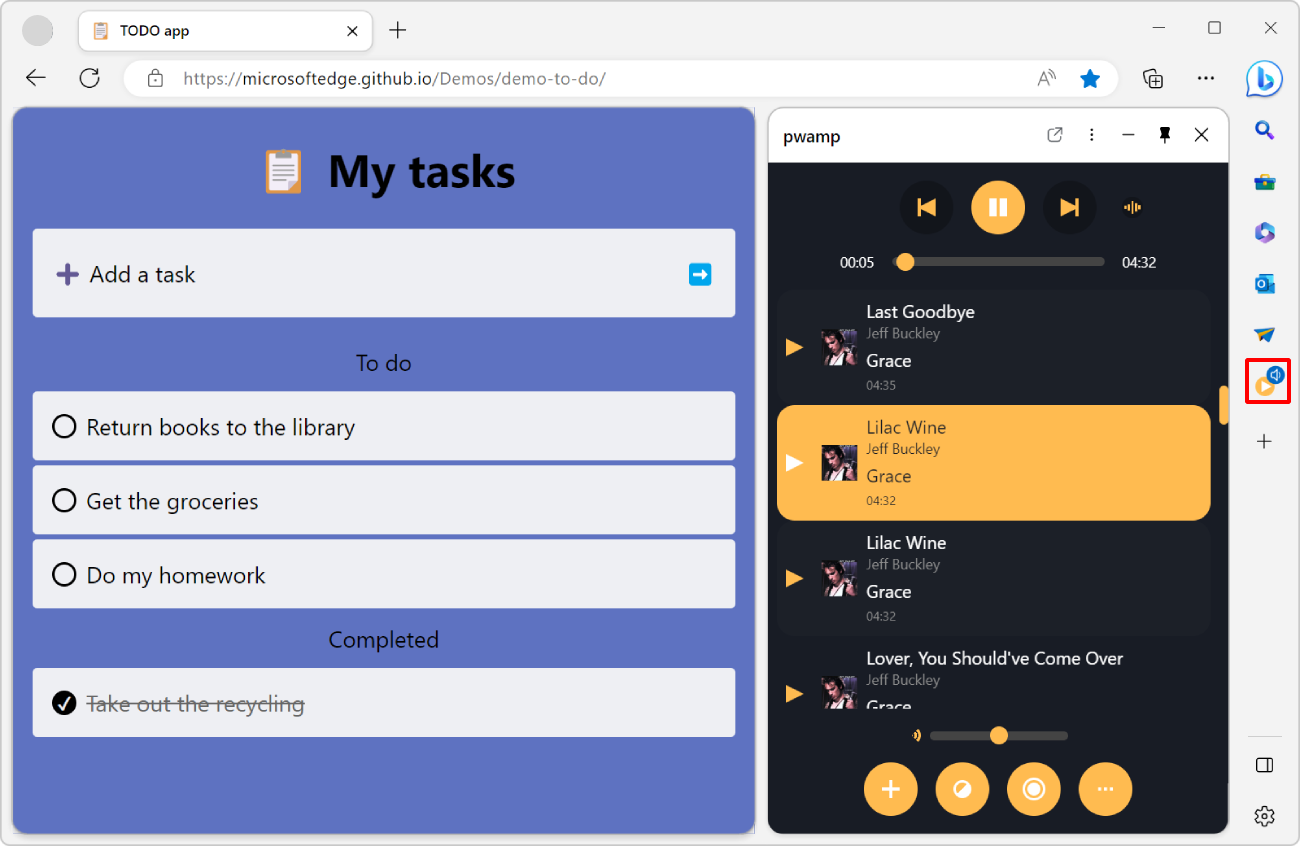 TODO app
https://microsoftedge.github.io/Demos/demo-to-do/
My tasks
Add a task
To do
Return books to the library
Get the groceries
Do my homework
Completed
Take out the recycling
pwamp
00:05
04:32
Last Goodbye
Jeff Buckley
Grace
04:35
Lilac Wine
Jeff Buckley
Grace
04:32
Lilac Wine
Jeff Buckley
Grace
04:32
Lover, You Should've Come Over
Jeff Buckley
Grace